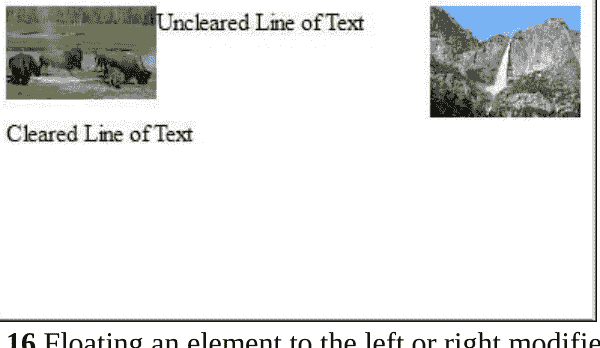 Uncleared Line of Text
Cleared Line of Text
16 Floating an element to the left or right modifie